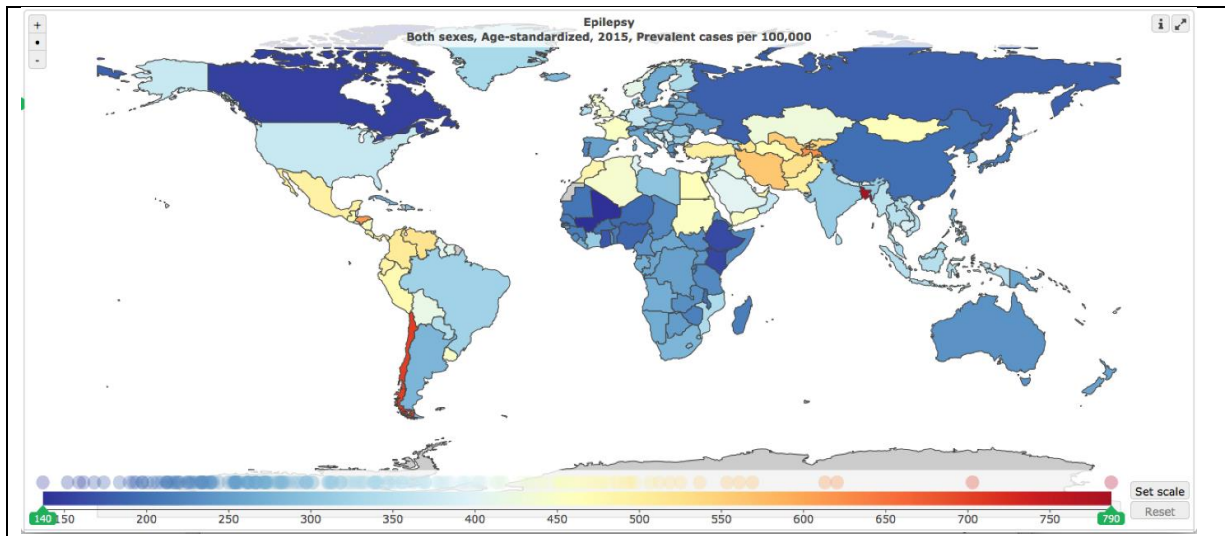 +
Epilepsy
i
•
Both sexes, Age-standardized, 2015, Prevalent cases per 100,000
-
Set scale
140 150 200 250 300 350 400 450 500 550 600 650 700 750 790
Reset